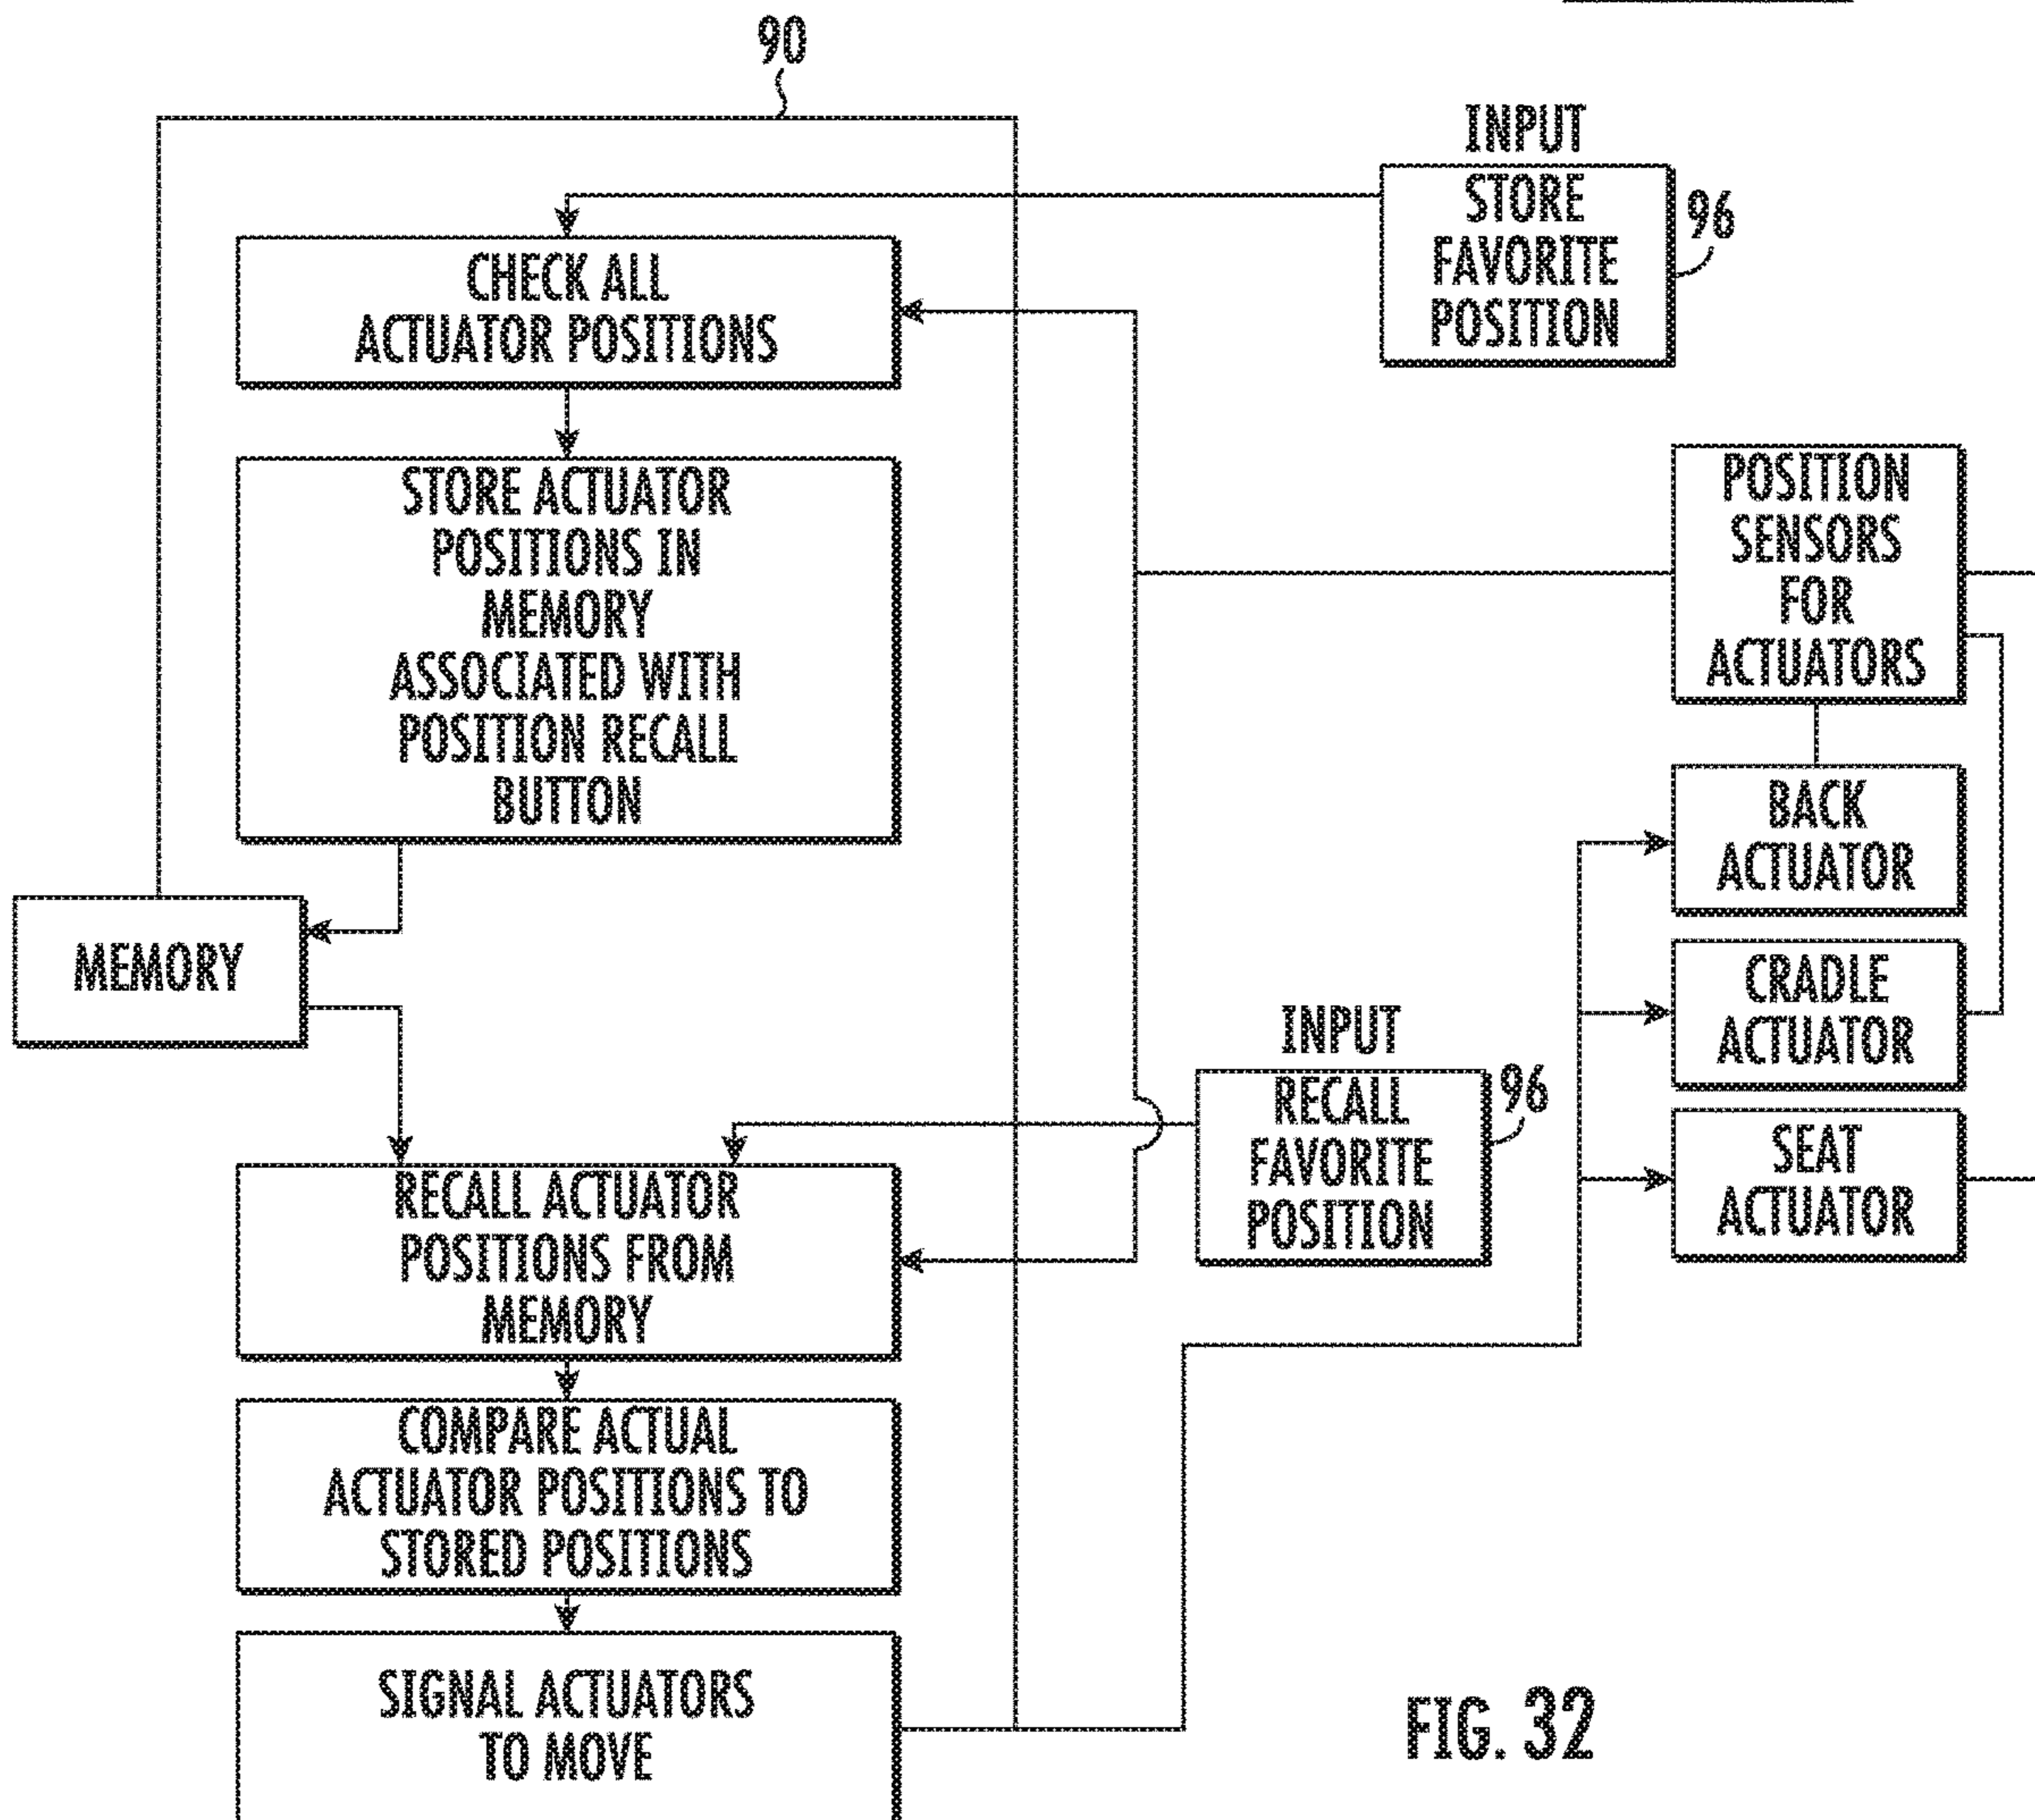 90
INPUT
STORE
FAVORITE
POSITION
96
CHECK ALL
ACTUATOR POSITIONS
STORE ACTUATOR
POSITIONS IN
MEMORY
ASSOCIATED WITH
POSITION RECALL
BUTTON
POSITION
SENSORS
FOR
ACTUATORS
BACK
ACTUATOR
MEMORY
CRADLE
ACTUATOR
INPUT
RECALL
FAVORITE
POSITION
96
SEAT
ACTUATOR
RECALL ACTUATOR
POSITIONS FROM
MEMORY
COMPARE ACTUAL
ACTUATOR POSITIONS TO
STORED POSITIONS
SIGNAL ACTUATORS
TO MOVE
FIG. 32